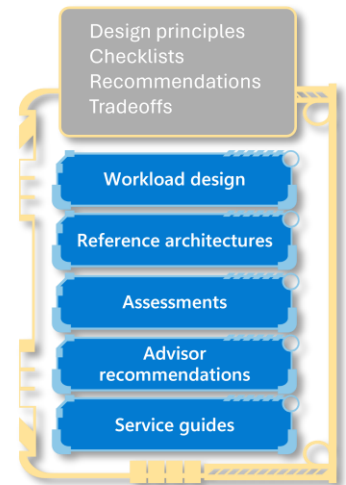 Design principles
Checklists
Recommendations
Tradeoffs
Workload design
Reference architectures
Assessments
Advisor
recommendations
Service guides